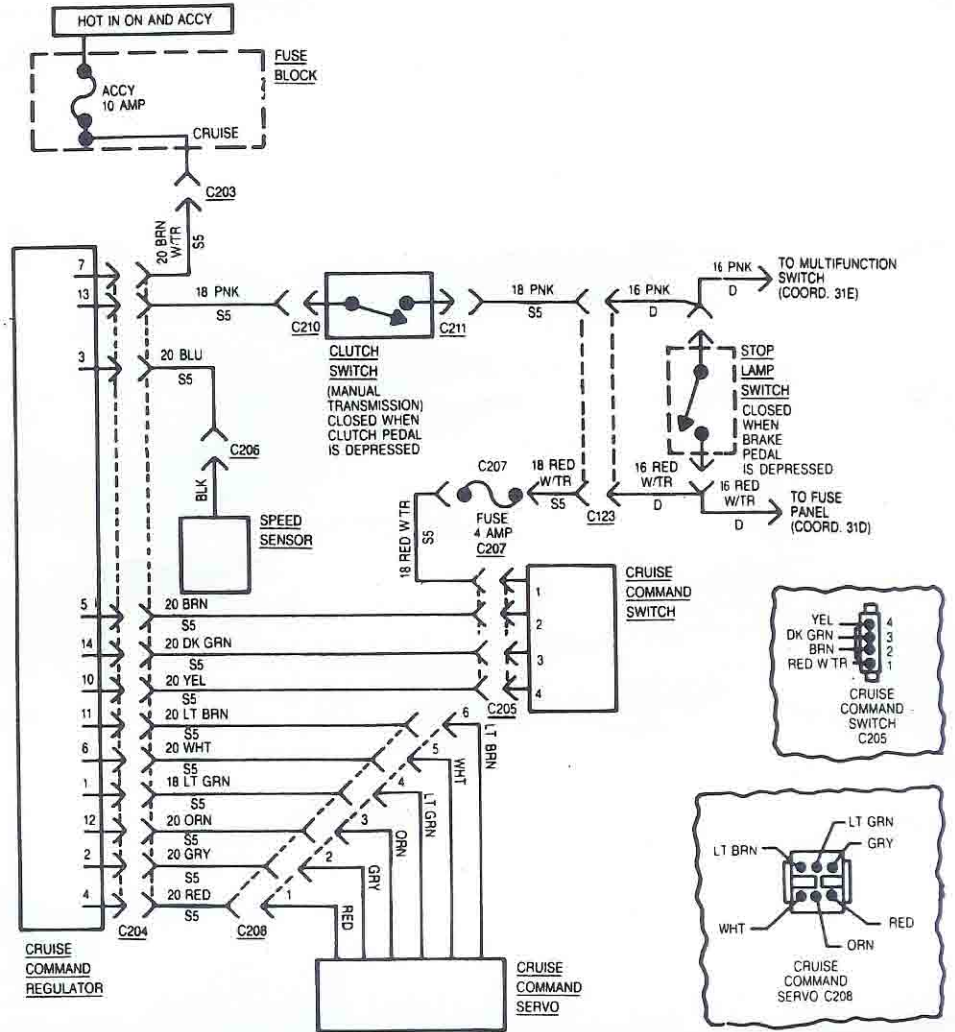 HOT IN ON AND ACCY
FUSE
BLOCK
ACCY
10 AMP
CRUISE
C203
20 BRN
W/TR
S5
7
13
18 PNK
S5
C210
C211
CLUTCH
SWITCH
(MANUAL
TRANSMISSION)
CLOSED WHEN
CLUTCH PEDAL
IS DEPRESSED
18 PNK
S5
16 PNK
D
16 PNK
D
TO MULTIFUNCTION
SWITCH
(COORD. 31E)
STOP
LAMP
SWITCH
CLOSED
WHEN
BRAKE
PEDAL
IS DEPRESSED
3
20 BLU
S5
C206
BLK
SPEED
SENSOR
C207
FUSE
4 AMP
C207
18 RED
W/TR
S5
C123
16 RED
W/TR
D
16 RED
W/TR
D
TO FUSE
PANEL
(COORD. 31D)
18 RED W TR
S5
CRUISE
COMMAND
SWITCH
1
2
3
4
C205
5
20 BRN
S5
14
20 DK GRN
S5
10
20 YEL
S5
11
20 LT BRN
S5
6
20 WHT
S5
1
18 LT GRN
S5
12
20 ORN
S5
2
20 GRY
S5
4
20 RED
S5
C204
C208
6
LT BRN
5
WHT
4
LT GRN
3
ORN
2
GRY
1
RED
CRUISE
COMMAND
REGULATOR
CRUISE
COMMAND
SERVO
YEL 4
DK GRN 3
BRN 2
RED W TR 1
CRUISE
COMMAND
SWITCH
C205
LT GRN
LT BRN
GRY
WHT
RED
ORN
CRUISE
COMMAND
SERVO C208